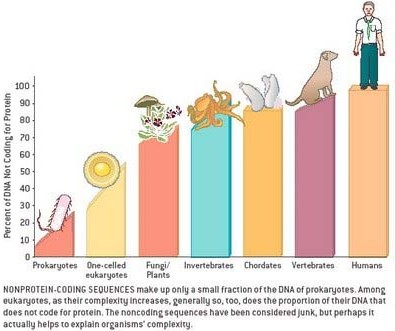 Percent of DNA Not Coding for Protein
100
90
80
70
60
50
40
30
20
10
0
Prokaryotes
One-celled
eukaryotes
Fungi/
Plants
Invertebrates
Chordates
Vertebrates
Humans
NONPROTEIN-CODING SEQUENCES make up only a small fraction of the DNA of prokaryotes. Among
eukaryotes, as their complexity increases, generally so, too, does the proportion of their DNA that
does not code for protein. The noncoding sequences have been considered junk, but perhaps it
actually helps to explain organisms' complexity.